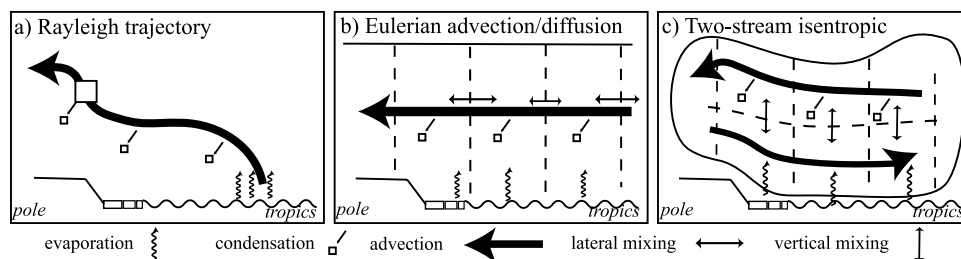 a) Rayleigh trajectory
b) Eulerian advection/diffusion
c) Two-stream isentropic
pole
tropics
pole
tropics
pole
tropics
evaporation
condensation
advection
lateral mixing
vertical mixing